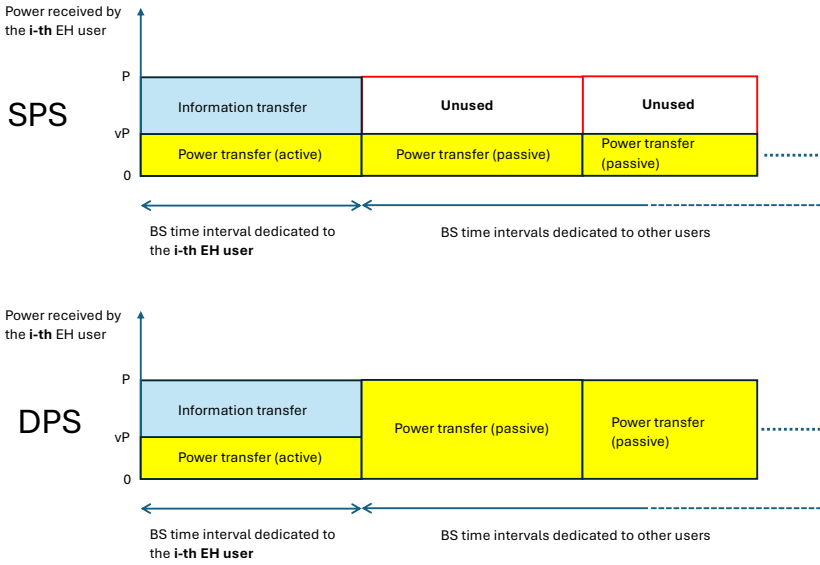 Power received by
the i-th EH user
SPS
P
Information transfer
Unused
Unused
vP
Power transfer (active)
Power transfer (passive)
Power transfer
(passive)
0
BS time interval dedicated to
the i-th EH user
BS time intervals dedicated to other users
Power received by
the i-th EH user
DPS
P
Information transfer
vP
Power transfer (active)
Power transfer (passive)
Power transfer
(passive)
0
BS time interval dedicated to
the i-th EH user
BS time intervals dedicated to other users